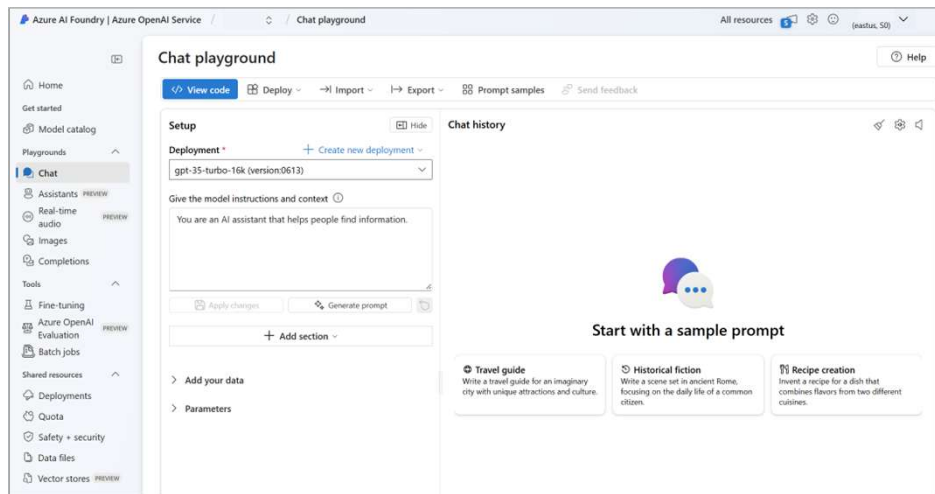 Azure AI Foundry | Azure OpenAI Service / / Chat playground
All resources
(eastus, S0)
Home
Get started
Model catalog
Playgrounds
Chat
Assistants PREVIEW
Real-time
audio PREVIEW
Images
Completions
Tools
Fine-tuning
Azure OpenAI
Evaluation PREVIEW
Batch jobs
Shared resources
Deployments
Quota
Safety + security
Data files
Vector stores PREVIEW
Chat playground
Help
</> View code
Deploy
Import
Export
Prompt samples
Send feedback
Setup
Hide
Deployment *
+ Create new deployment
gpt-35-turbo-16k (version:0613)
Give the model instructions and context
You are an AI assistant that helps people find information.
Apply changes
Generate prompt
+ Add section
> Add your data
> Parameters
Chat history
Start with a sample prompt
Travel guide
Write a travel guide for an imaginary
city with unique attractions and culture.
Historical fiction
Write a scene set in ancient Rome,
focusing on the daily life of a common
citizen.
Recipe creation
Invent a recipe for a dish that
combines flavors from two different
cuisines.